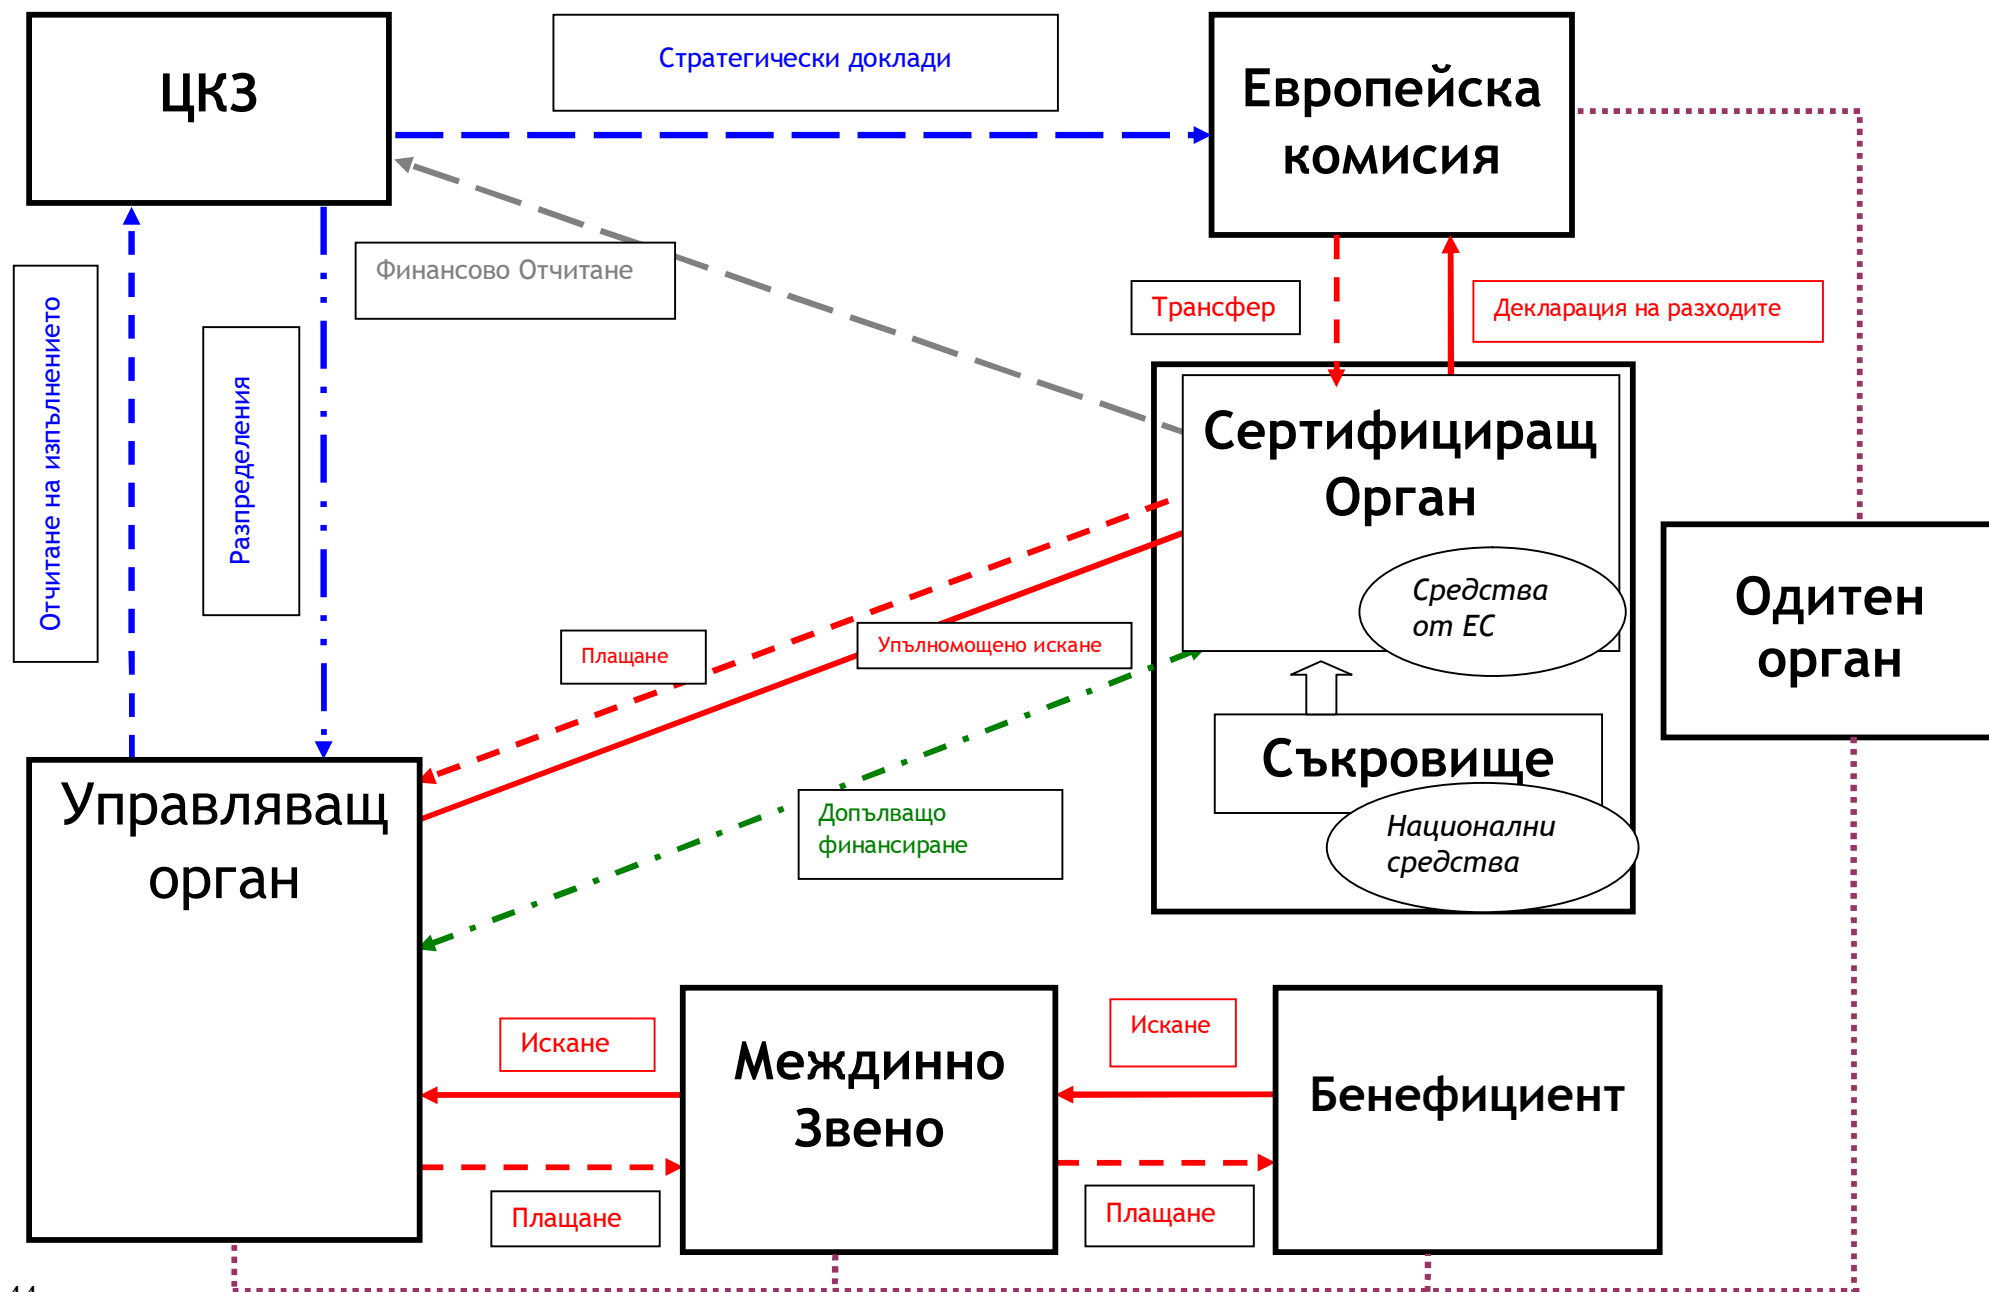 ЦКЗ
Стратегически доклади
Европейска
комисия
Финансово Отчитане
Трансфер
Декларация на разходите
Отчитане на изпълнението
Разпределения
Сертифициращ
Орган
Средства
от ЕС
Одитен
орган
Плащане
Упълномощено искане
Съкровище
Национални
средства
Допълващо
финансиране
Управляващ
орган
Искане
Междинно
Звено
Искане
Бенефициент
Плащане
Плащане